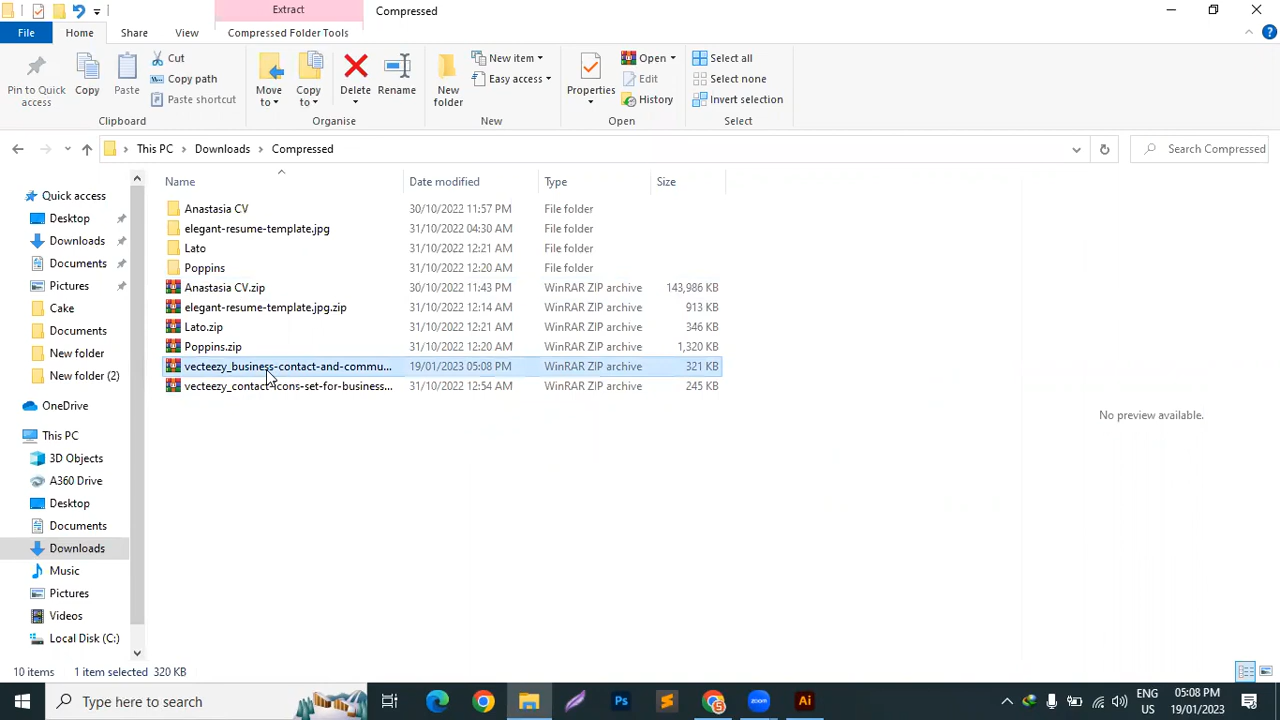 Extract
Compressed
File
Home
Share
View
Compressed Folder Tools
Pin to Quick access
Copy
Paste
Cut
Copy path
Paste shortcut
Clipboard
Move to
Copy to
Delete
Rename
Organise
New folder
New item
Easy access
New
Properties
Open
Edit
History
Open
Select all
Select none
Invert selection
Select
This PC > Downloads > Compressed
Search Compressed
Name
Date modified
Type
Size
Anastasia CV 30/10/2022 11:57 PM File folder
elegant-resume-template.jpg 31/10/2022 04:30 AM File folder
Lato 31/10/2022 12:21 AM File folder
Poppins 31/10/2022 12:20 AM File folder
Anastasia CV.zip 30/10/2022 11:43 PM WinRAR ZIP archive 143,986 KB
elegant-resume-template.jpg.zip 31/10/2022 12:14 AM WinRAR ZIP archive 913 KB
Lato.zip 31/10/2022 12:21 AM WinRAR ZIP archive 346 KB
Poppins.zip 31/10/2022 12:20 AM WinRAR ZIP archive 1,320 KB
vecteezy_business-contact-and-commu... 19/01/2023 05:08 PM WinRAR ZIP archive 321 KB
vecteezy_contact-icons-set-for-business... 31/10/2022 12:54 AM WinRAR ZIP archive 245 KB
No preview available.
Quick access
Desktop
Downloads
Documents
Pictures
Cake
Documents
New folder
New folder (2)
OneDrive
This PC
3D Objects
A360 Drive
Desktop
Documents
Downloads
Music
Pictures
Videos
Local Disk (C:)
10 items 1 item selected 320 KB
Type here to search
Ps
zoom
Ai
ENG
US
05:08 PM
19/01/2023